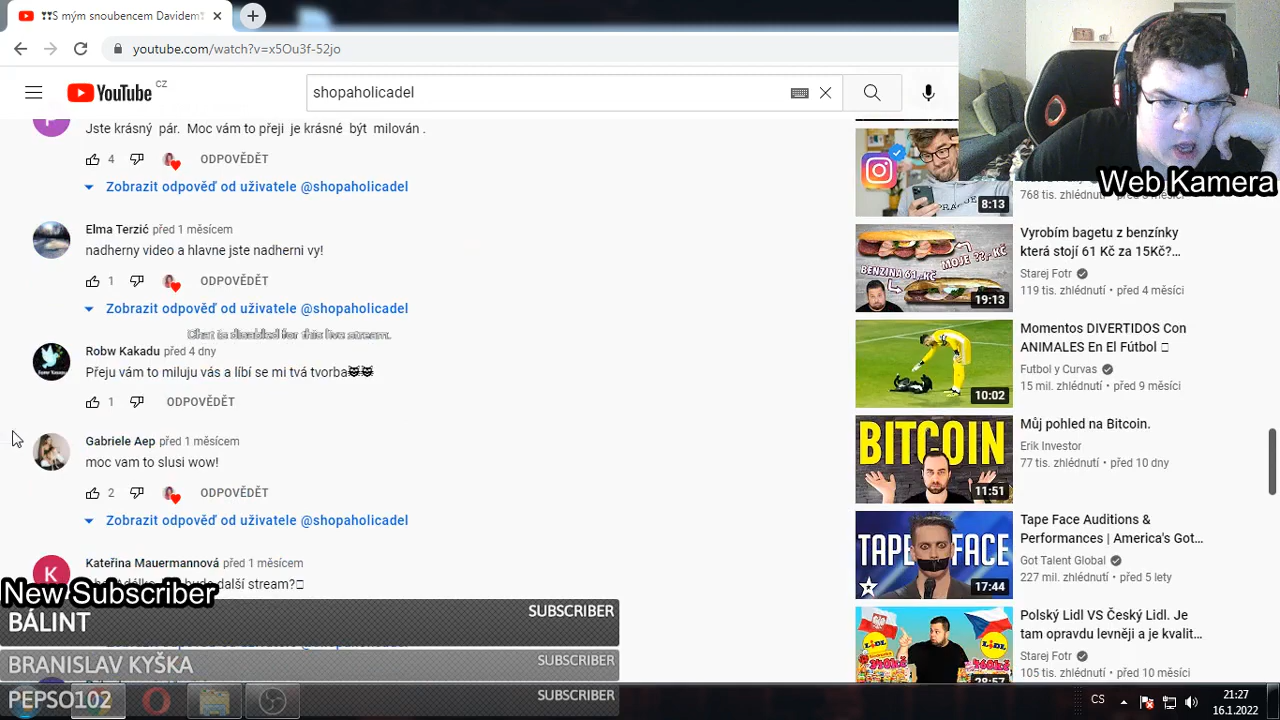 S mým snoubencem Davidem
youtube.com/watch?v=x5Ou3f-52jo
YouTube CZ
shopaholicadel
Jste krásný pár. Moc vám to přeji je krásné být milován .
4 ODPOVĚDĚT
Zobrazit odpověď od uživatele @shopaholicadel
Elma Terzić před 1 měsícem
nadherny video a hlavne jste nadherni vy!
1 ODPOVĚDĚT
Zobrazit odpověď od uživatele @shopaholicadel
Chat is disabled for this live stream.
Robw Kakadu před 4 dny
Přeju vám to miluju vás a líbí se mi tvá tvorba
1 ODPOVĚDĚT
Gabriele Aep před 1 měsícem
moc vam to slusi wow!
2 ODPOVĚDĚT
Zobrazit odpověď od uživatele @shopaholicadel
Kateřina Mauermannová před 1 měsícem
další stream?
New Subscriber
BÁLINT SUBSCRIBER
BRANISLAV KYŠKA SUBSCRIBER
PEPSO102 SUBSCRIBER
Web Kamera
PRAGUE
8:13
768 tis. zhlédnutí
BENZINA 61,-KČ
MOJE ??,-KČ
19:13
Vyrobím bagetu z benzínky
která stojí 61 Kč za 15Kč?...
Starej Fotr
119 tis. zhlédnutí • před 4 měsíci
10:02
Momentos DIVERTIDOS Con
ANIMALES En El Fútbol
Futbol y Curvas
15 mil. zhlédnutí • před 9 měsíci
BITCOIN
11:51
Můj pohled na Bitcoin.
Erik Investor
77 tis. zhlédnutí • před 10 dny
TAPE FACE
17:44
Tape Face Auditions &
Performances | America's Got...
Got Talent Global
227 mil. zhlédnutí • před 5 lety
28:57
Polský Lidl VS Český Lidl. Je
tam opravdu levněji a je kvalit...
Starej Fotr
105 tis. zhlédnutí • před 10 měsíci
CS
21:27
16.1.2022